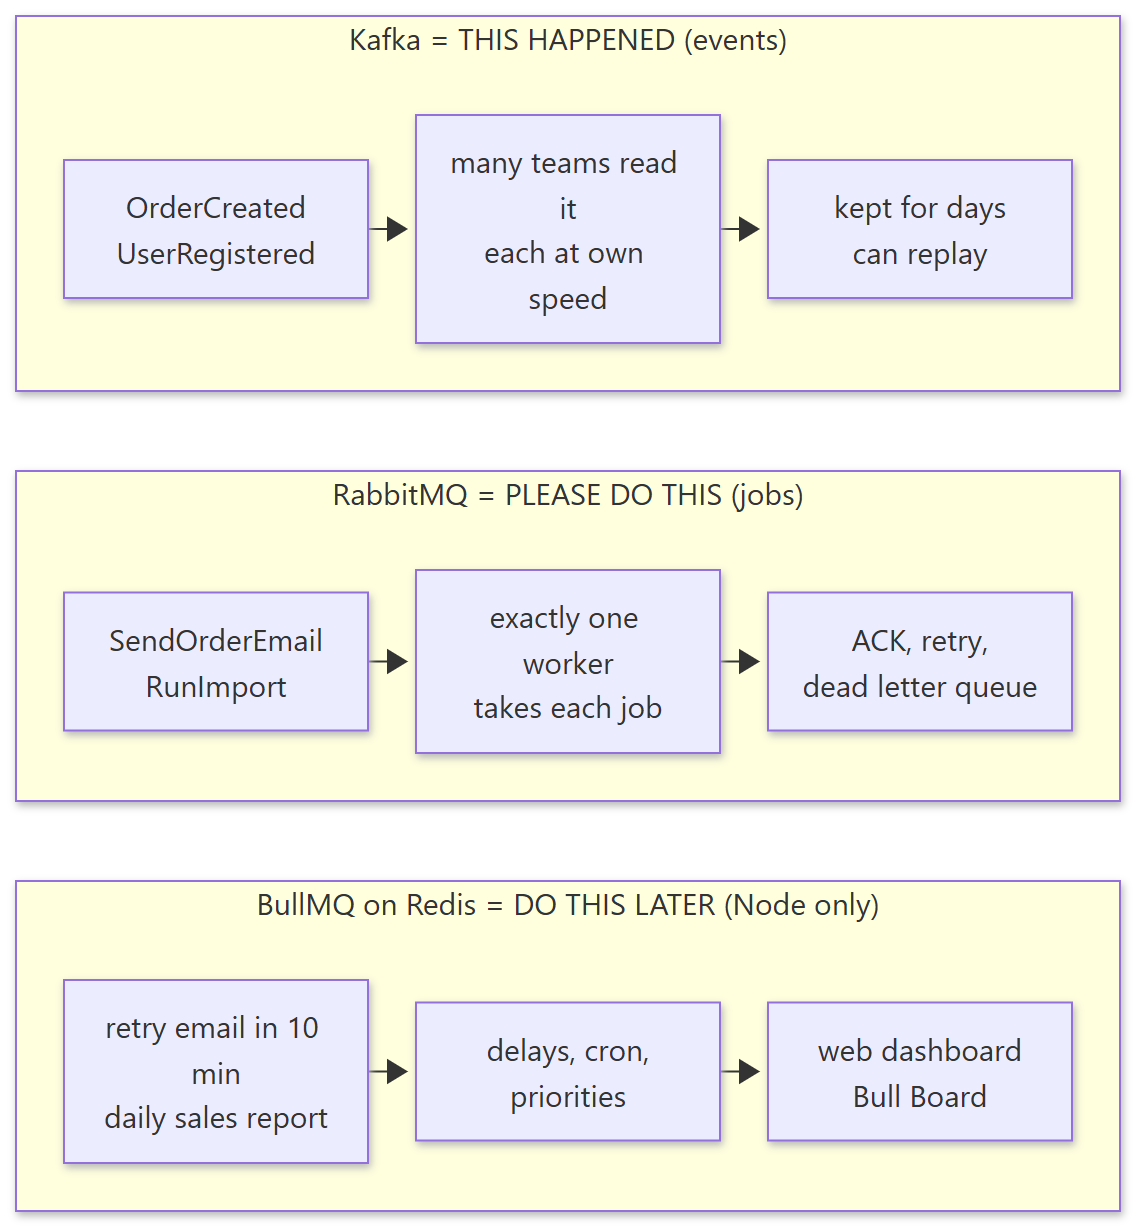 Kafka = THIS HAPPENED (events)
OrderCreated
UserRegistered
many teams read
it
each at own
speed
kept for days
can replay
RabbitMQ = PLEASE DO THIS (jobs)
SendOrderEmail
RunImport
exactly one
worker
takes each job
ACK, retry,
dead letter queue
BullMQ on Redis = DO THIS LATER (Node only)
retry email in 10
min
daily sales report
delays, cron,
priorities
web dashboard
Bull Board